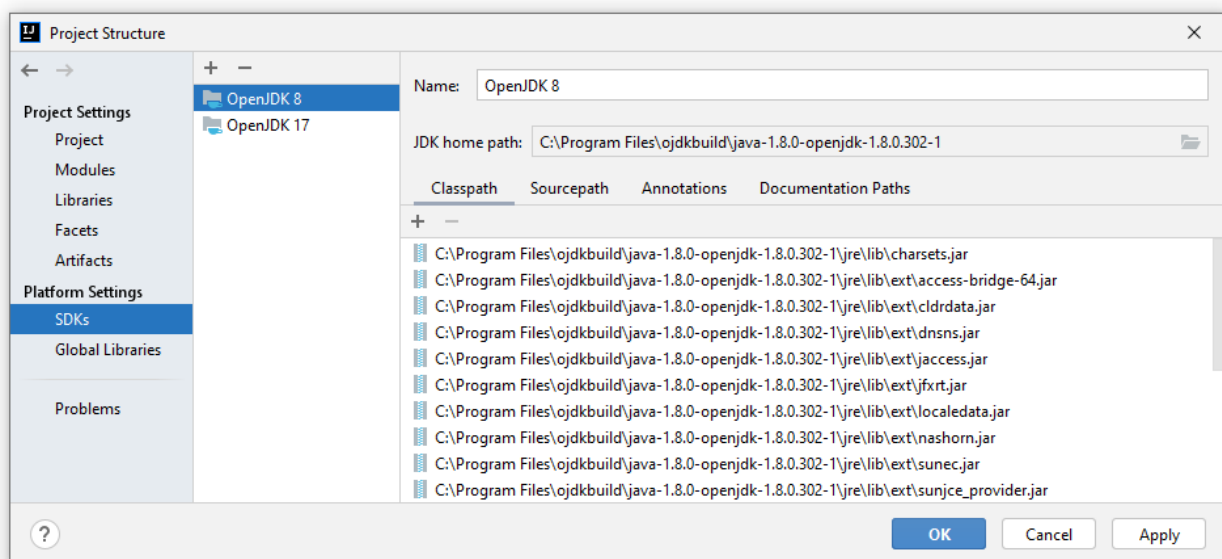 Project Structure
Project Settings
Project
Modules
Libraries
Facets
Artifacts
Platform Settings
SDKs
Global Libraries
Problems
OpenJDK 8
OpenJDK 17
Name: OpenJDK 8
JDK home path: C:\Program Files\ojdkbuild\java-1.8.0-openjdk-1.8.0.302-1
Classpath Sourcepath Annotations Documentation Paths
C:\Program Files\ojdkbuild\java-1.8.0-openjdk-1.8.0.302-1\jre\lib\charsets.jar
C:\Program Files\ojdkbuild\java-1.8.0-openjdk-1.8.0.302-1\jre\lib\ext\access-bridge-64.jar
C:\Program Files\ojdkbuild\java-1.8.0-openjdk-1.8.0.302-1\jre\lib\ext\cldrdata.jar
C:\Program Files\ojdkbuild\java-1.8.0-openjdk-1.8.0.302-1\jre\lib\ext\dnsns.jar
C:\Program Files\ojdkbuild\java-1.8.0-openjdk-1.8.0.302-1\jre\lib\ext\jaccess.jar
C:\Program Files\ojdkbuild\java-1.8.0-openjdk-1.8.0.302-1\jre\lib\ext\jfxrt.jar
C:\Program Files\ojdkbuild\java-1.8.0-openjdk-1.8.0.302-1\jre\lib\ext\localedata.jar
C:\Program Files\ojdkbuild\java-1.8.0-openjdk-1.8.0.302-1\jre\lib\ext\nashorn.jar
C:\Program Files\ojdkbuild\java-1.8.0-openjdk-1.8.0.302-1\jre\lib\ext\sunec.jar
C:\Program Files\ojdkbuild\java-1.8.0-openjdk-1.8.0.302-1\jre\lib\ext\sunjce_provider.jar
? OK Cancel Apply